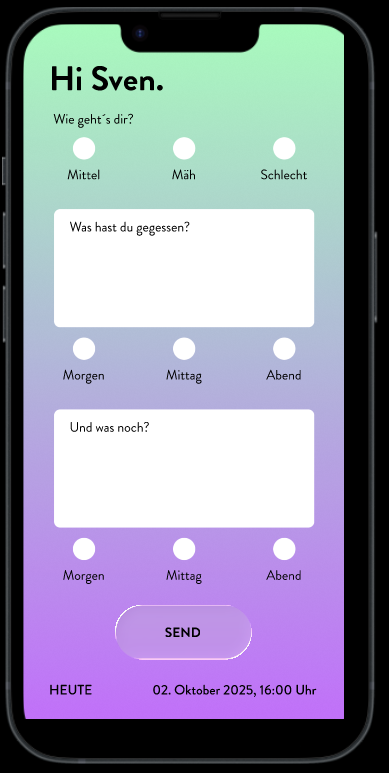 Hi Sven.
Wie geht´s dir?
Mittel Mäh Schlecht
Was hast du gegessen?
Morgen Mittag Abend
Und was noch?
Morgen Mittag Abend
SEND
HEUTE 02. Oktober 2025, 16:00 Uhr